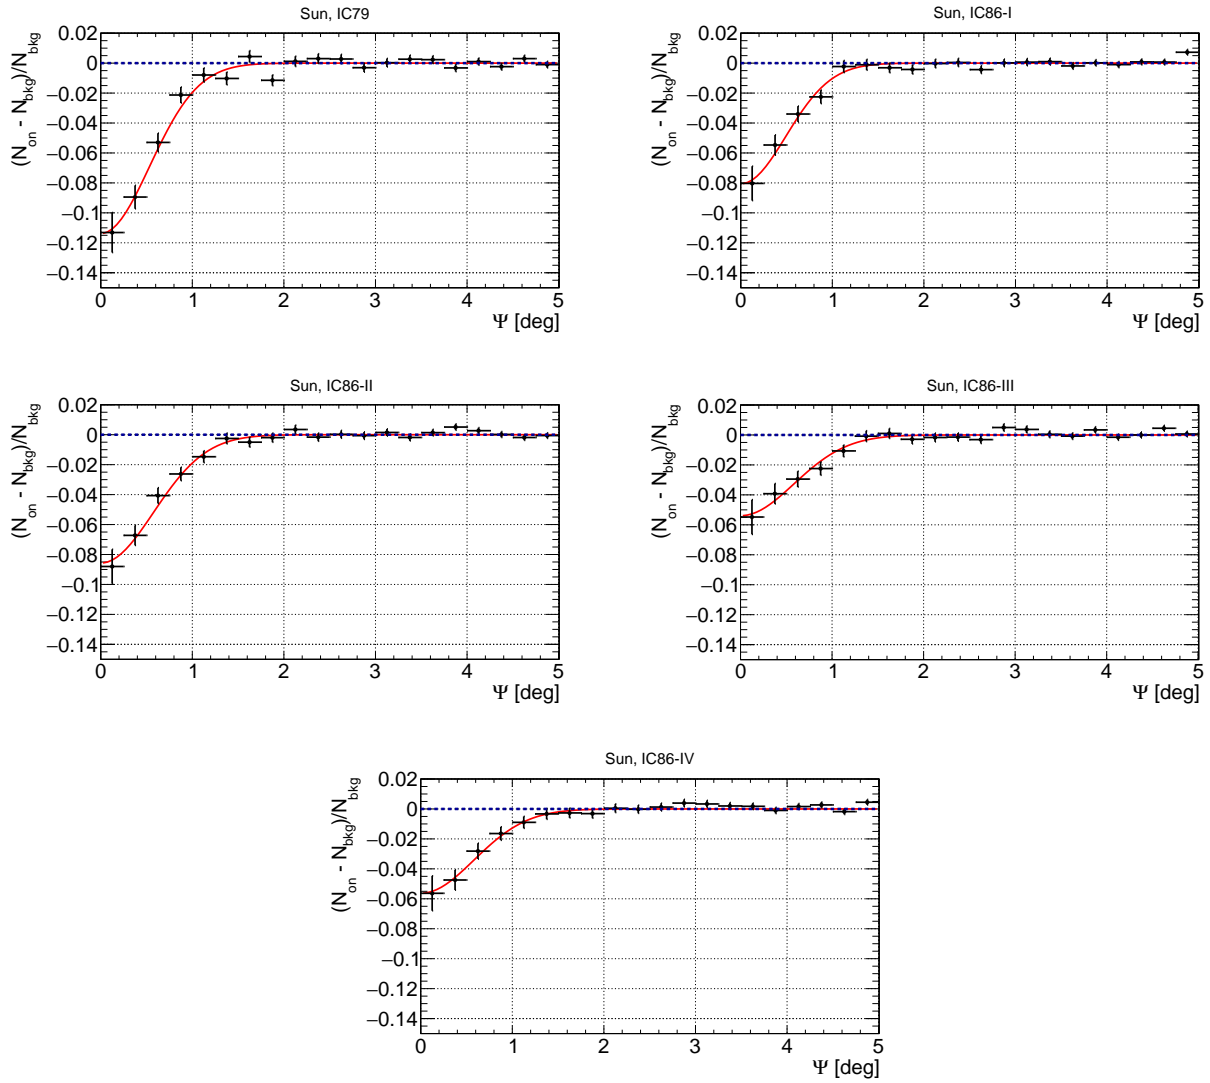 Sun, IC79
(N_on - N_bkg)/N_bkg
0.02
0
−0.02
−0.04
−0.06
−0.08
−0.1
−0.12
−0.14
0 1 2 3 4 5
Ψ [deg]
Sun, IC86-I
(N_on - N_bkg)/N_bkg
0.02
0
−0.02
−0.04
−0.06
−0.08
−0.1
−0.12
−0.14
0 1 2 3 4 5
Ψ [deg]
Sun, IC86-II
(N_on - N_bkg)/N_bkg
0.02
0
−0.02
−0.04
−0.06
−0.08
−0.1
−0.12
−0.14
0 1 2 3 4 5
Ψ [deg]
Sun, IC86-III
(N_on - N_bkg)/N_bkg
0.02
0
−0.02
−0.04
−0.06
−0.08
−0.1
−0.12
−0.14
0 1 2 3 4 5
Ψ [deg]
Sun, IC86-IV
(N_on - N_bkg)/N_bkg
0.02
0
−0.02
−0.04
−0.06
−0.08
−0.1
−0.12
−0.14
0 1 2 3 4 5
Ψ [deg]